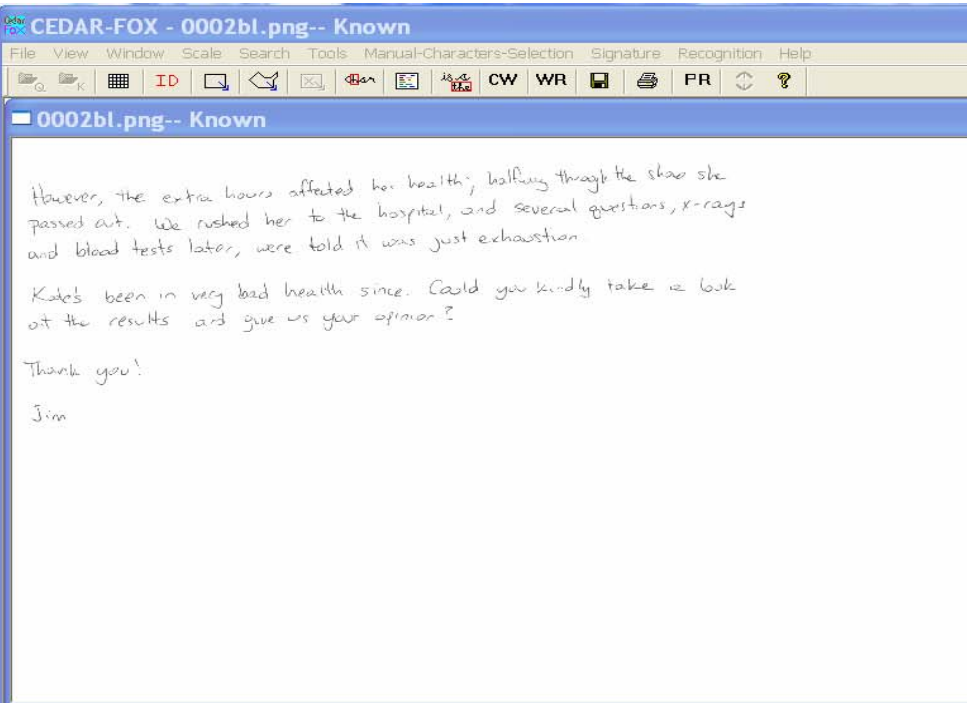 CEDAR-FOX - 0002bl.png-- Known
File View Window Scale Search Tools Manual-Characters-Selection Signature Recognition Help
ID CW WR PR ?
0002bl.png-- Known
However, the extra hours affected her health; halfway through the show she
passed out. We rushed her to the hospital, and several questions, x-rays
and blood tests later, were told it was just exhaustion
Kate's been in very bad health since. Could you kindly take a look
at the results and give us your opinion?
Thank you!
Jim